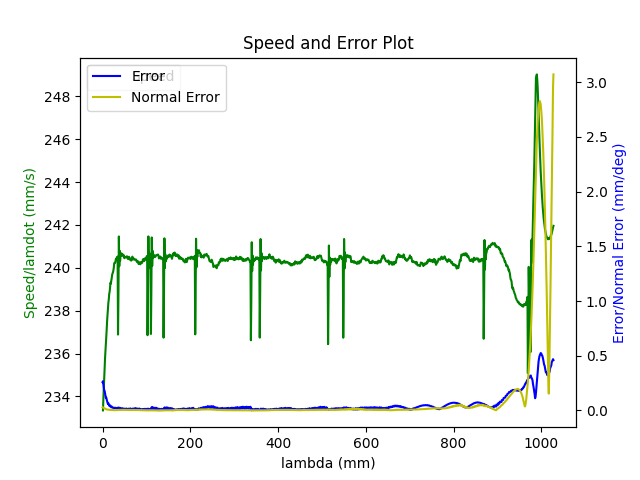 Speed and Error Plot
Error
Normal Error
248
246
244
242
240
238
236
234
Speed/lamdot (mm/s)
3.0
2.5
2.0
1.5
1.0
0.5
0.0
Error/Normal Error (mm/deg)
0 200 400 600 800 1000
lambda (mm)